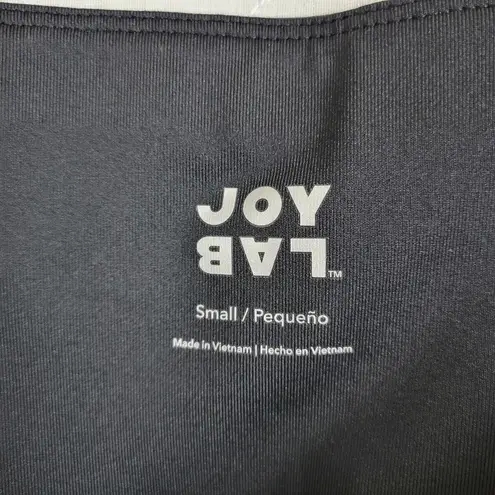 JOY
LAB™
Small / Pequeño
Made in Vietnam | Hecho en Vietnam